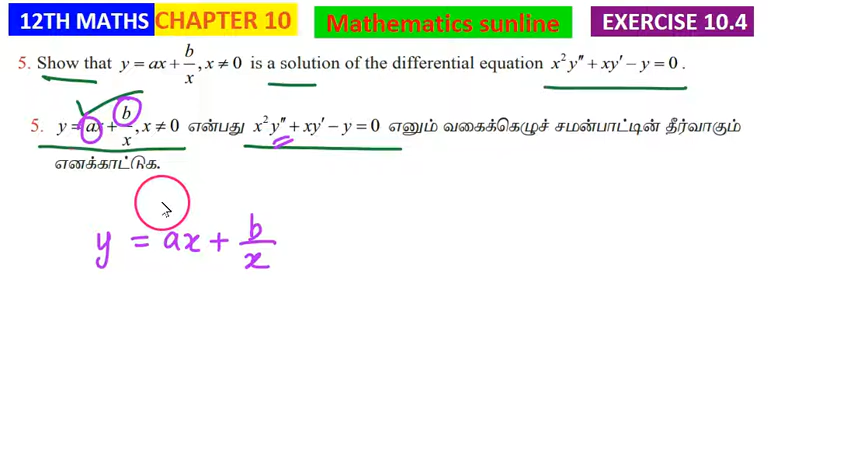 12TH MATHS CHAPTER 10 Mathematics sunline EXERCISE 10.4
5. Show that y = ax + b/x, x ≠ 0 is a solution of the differential equation x²y″ + xy′ − y = 0 .
5. y = ax + b/x, x ≠ 0 என்பது x²y″ + xy′ − y = 0 எனும் வகைக்கெழுச் சமன்பாட்டின் தீர்வாகும்
எனக்காட்டுக.
y = ax + b/x